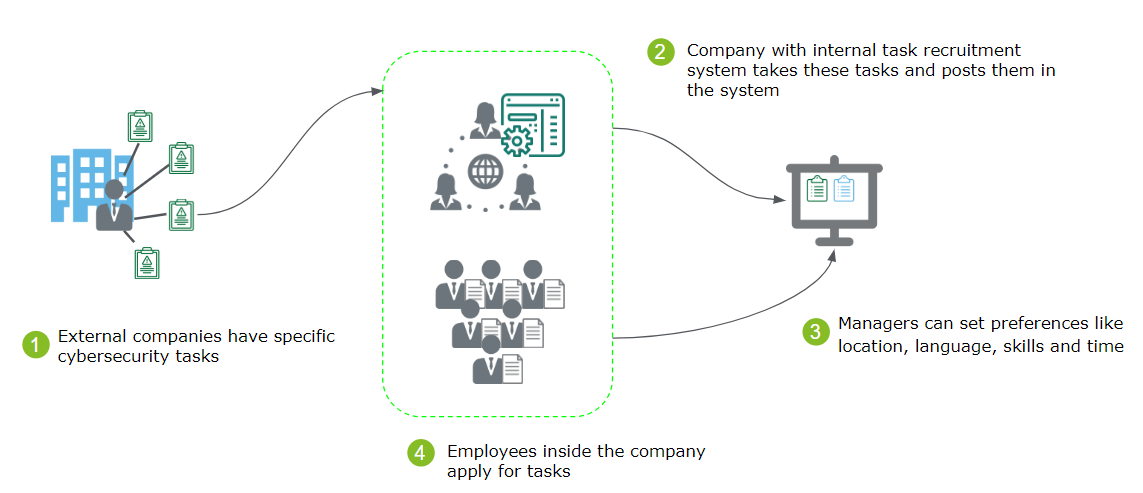 1
External companies have specific
cybersecurity tasks
2
Company with internal task recruitment
system takes these tasks and posts them in
the system
3
Managers can set preferences like
location, language, skills and time
4
Employees inside the company
apply for tasks